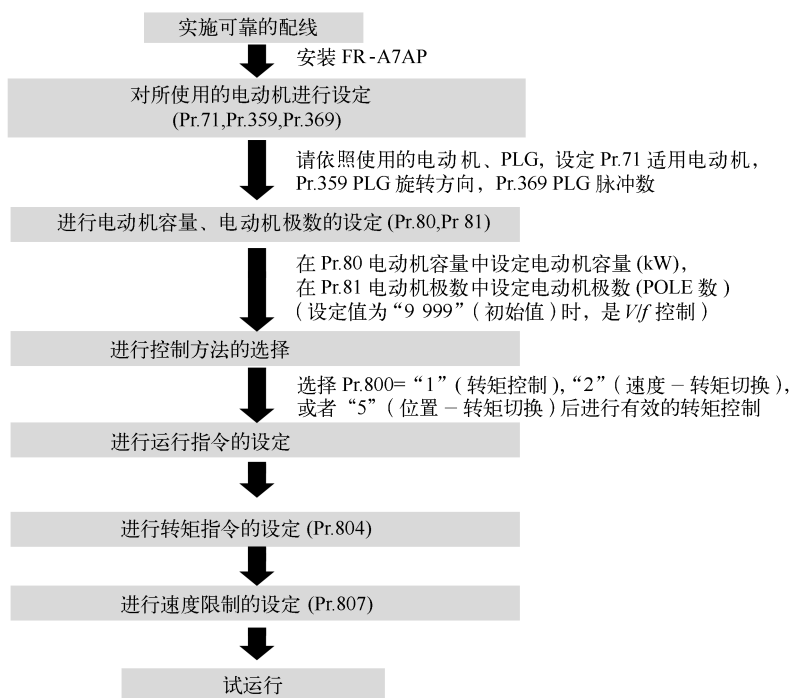 实施可靠的配线
安装 FR-A7AP
对所使用的电动机进行设定
(Pr.71,Pr.359,Pr.369)
请依照使用的电动机、PLG, 设定 Pr.71 适用电动机，
Pr.359 PLG 旋转方向，Pr.369 PLG 脉冲数
进行电动机容量、电动机极数的设定 (Pr.80,Pr 81)
在 Pr.80 电动机容量中设定电动机容量 (kW),
在 Pr.81 电动机极数中设定电动机极数 (POLE 数)
(设定值为“9 999”(初始值) 时，是 V/f 控制)
进行控制方法的选择
选择 Pr.800= “1” ( 转矩控制 ), “2” ( 速度 – 转矩切换 ),
或者 “5” ( 位置 – 转矩切换 ) 后进行有效的转矩控制
进行运行指令的设定
进行转矩指令的设定 (Pr.804)
进行速度限制的设定 (Pr.807)
试运行